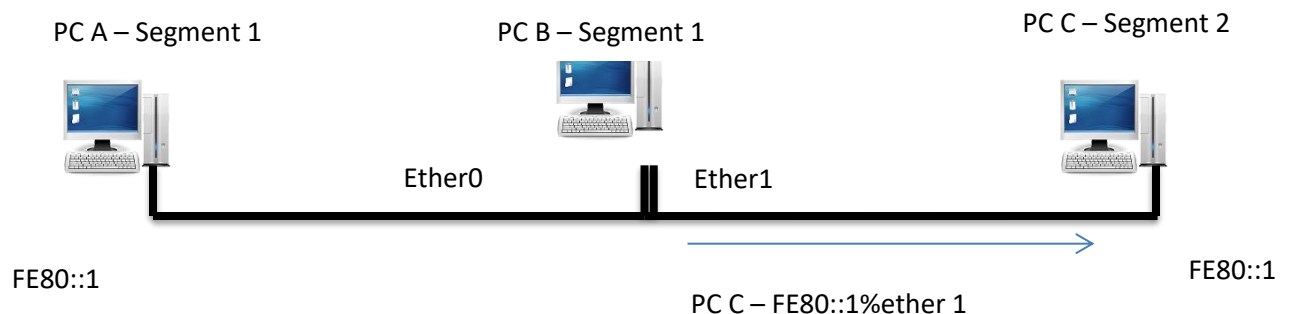 PC A – Segment 1
PC B – Segment 1
PC C – Segment 2
Ether0
Ether1
FE80::1
FE80::1
PC C – FE80::1%ether 1